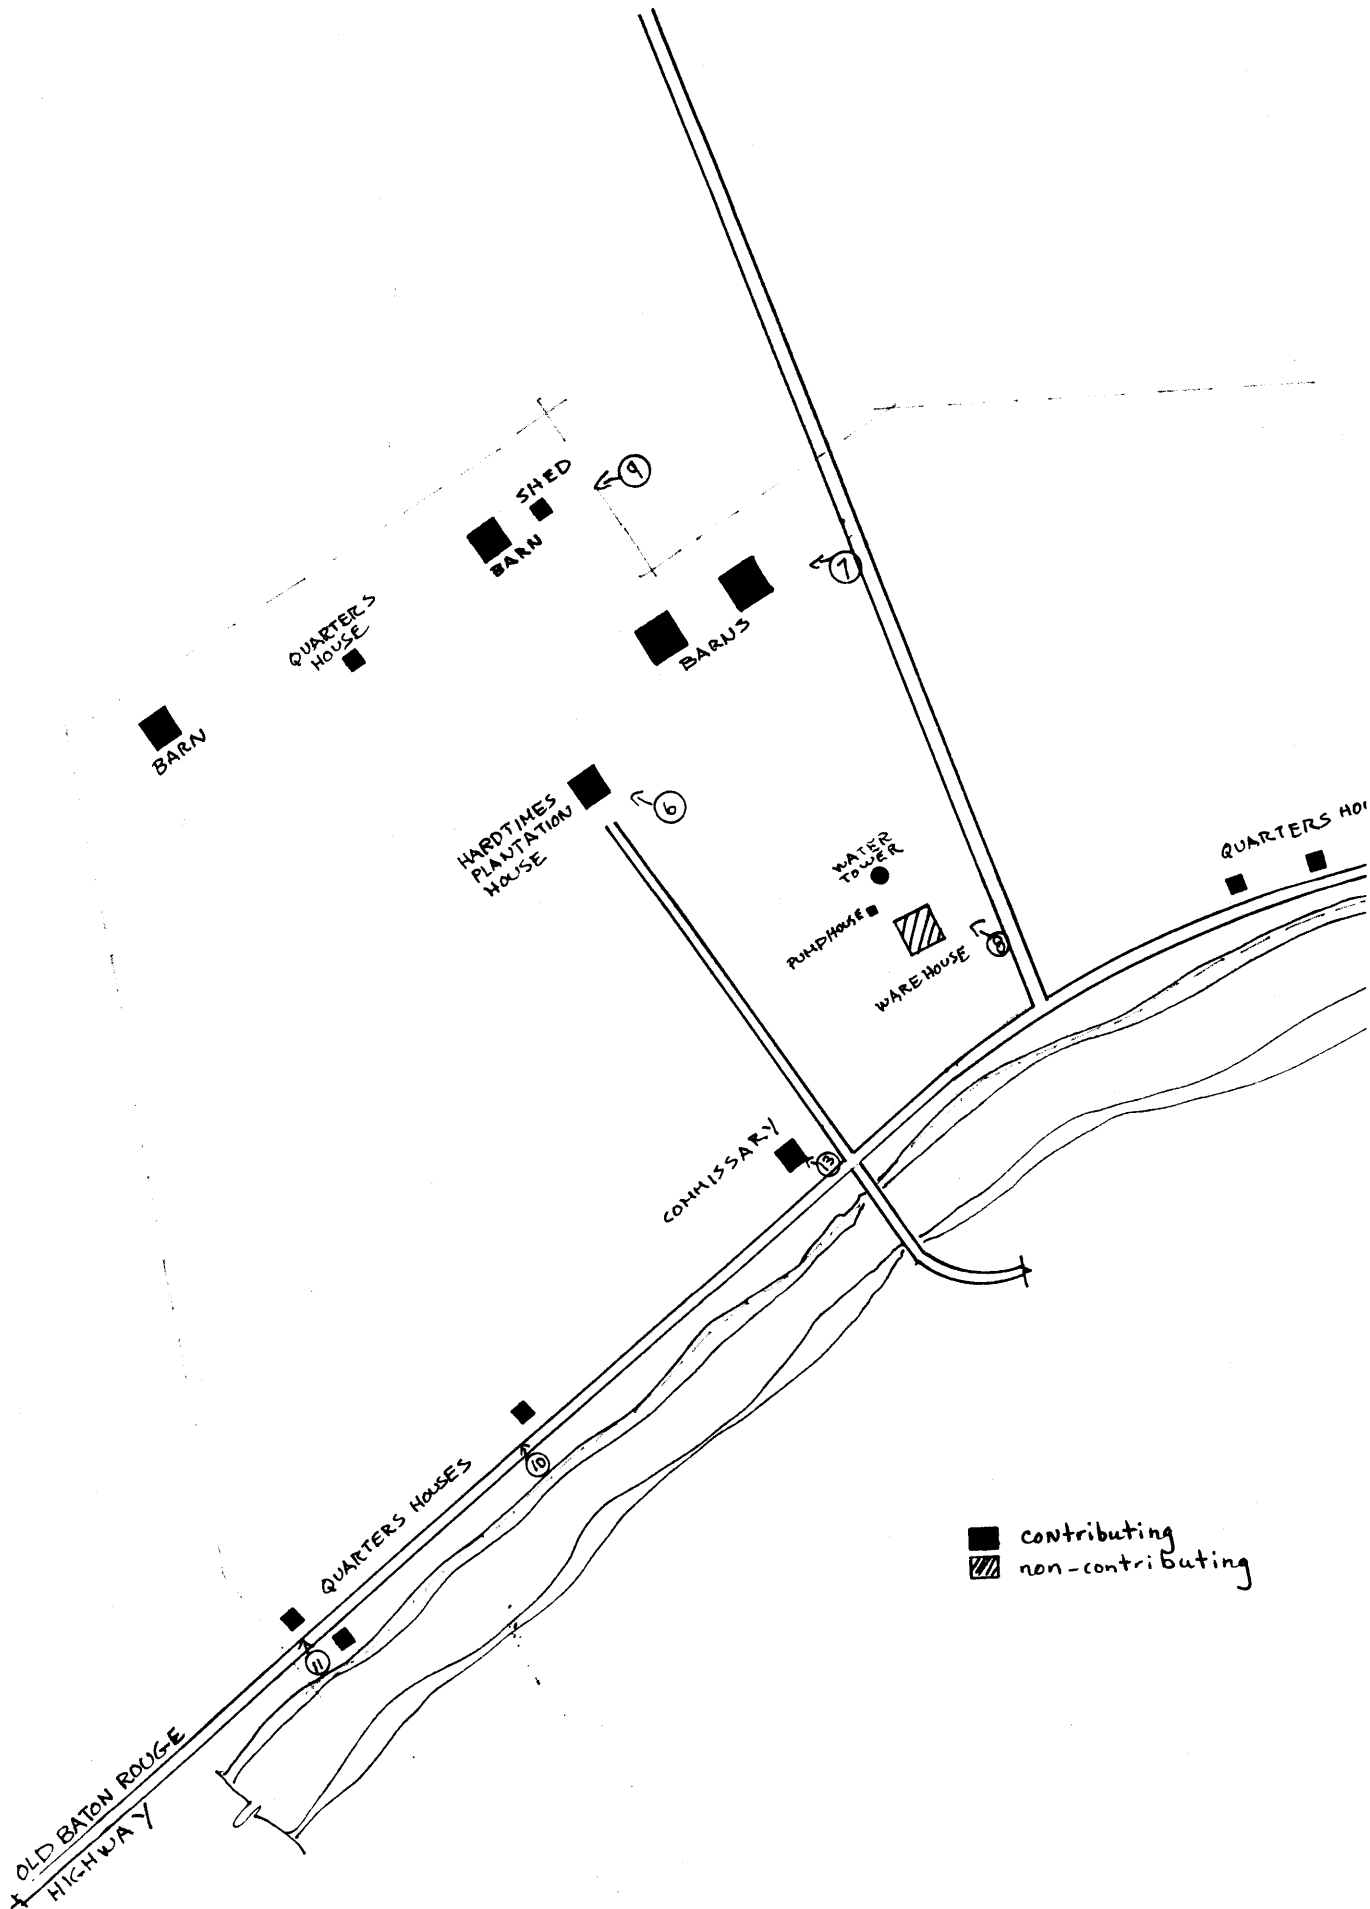 SHED
9
BARN
7
QUARTERS
HOUSE
BARNS
BARN
HARDTIMES
PLANTATION
HOUSE
6
QUARTERS
WATER
TOWER
PUMPHOUSE
WAREHOUSE
8
COMMISSARY
13
10
QUARTERS HOUSES
11
contributing
non-contributing
OLD BATON ROUGE
HIGHWAY